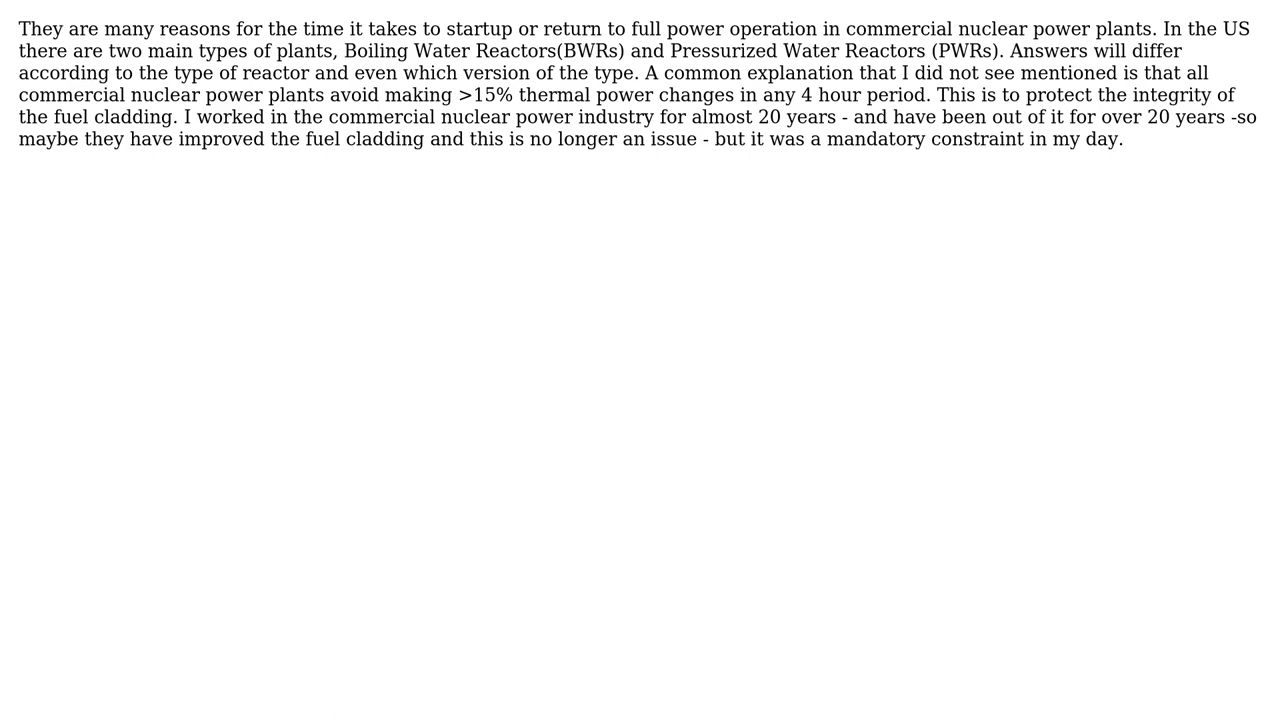 They are many reasons for the time it takes to startup or return to full power operation in commercial nuclear power plants. In the US
there are two main types of plants, Boiling Water Reactors(BWRs) and Pressurized Water Reactors (PWRs). Answers will differ
according to the type of reactor and even which version of the type. A common explanation that I did not see mentioned is that all
commercial nuclear power plants avoid making >15% thermal power changes in any 4 hour period. This is to protect the integrity of
the fuel cladding. I worked in the commercial nuclear power industry for almost 20 years - and have been out of it for over 20 years -so
maybe they have improved the fuel cladding and this is no longer an issue - but it was a mandatory constraint in my day.